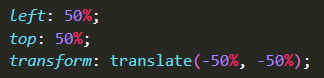 left: 50%;
top: 50%;
transform: translate(-50%, -50%);